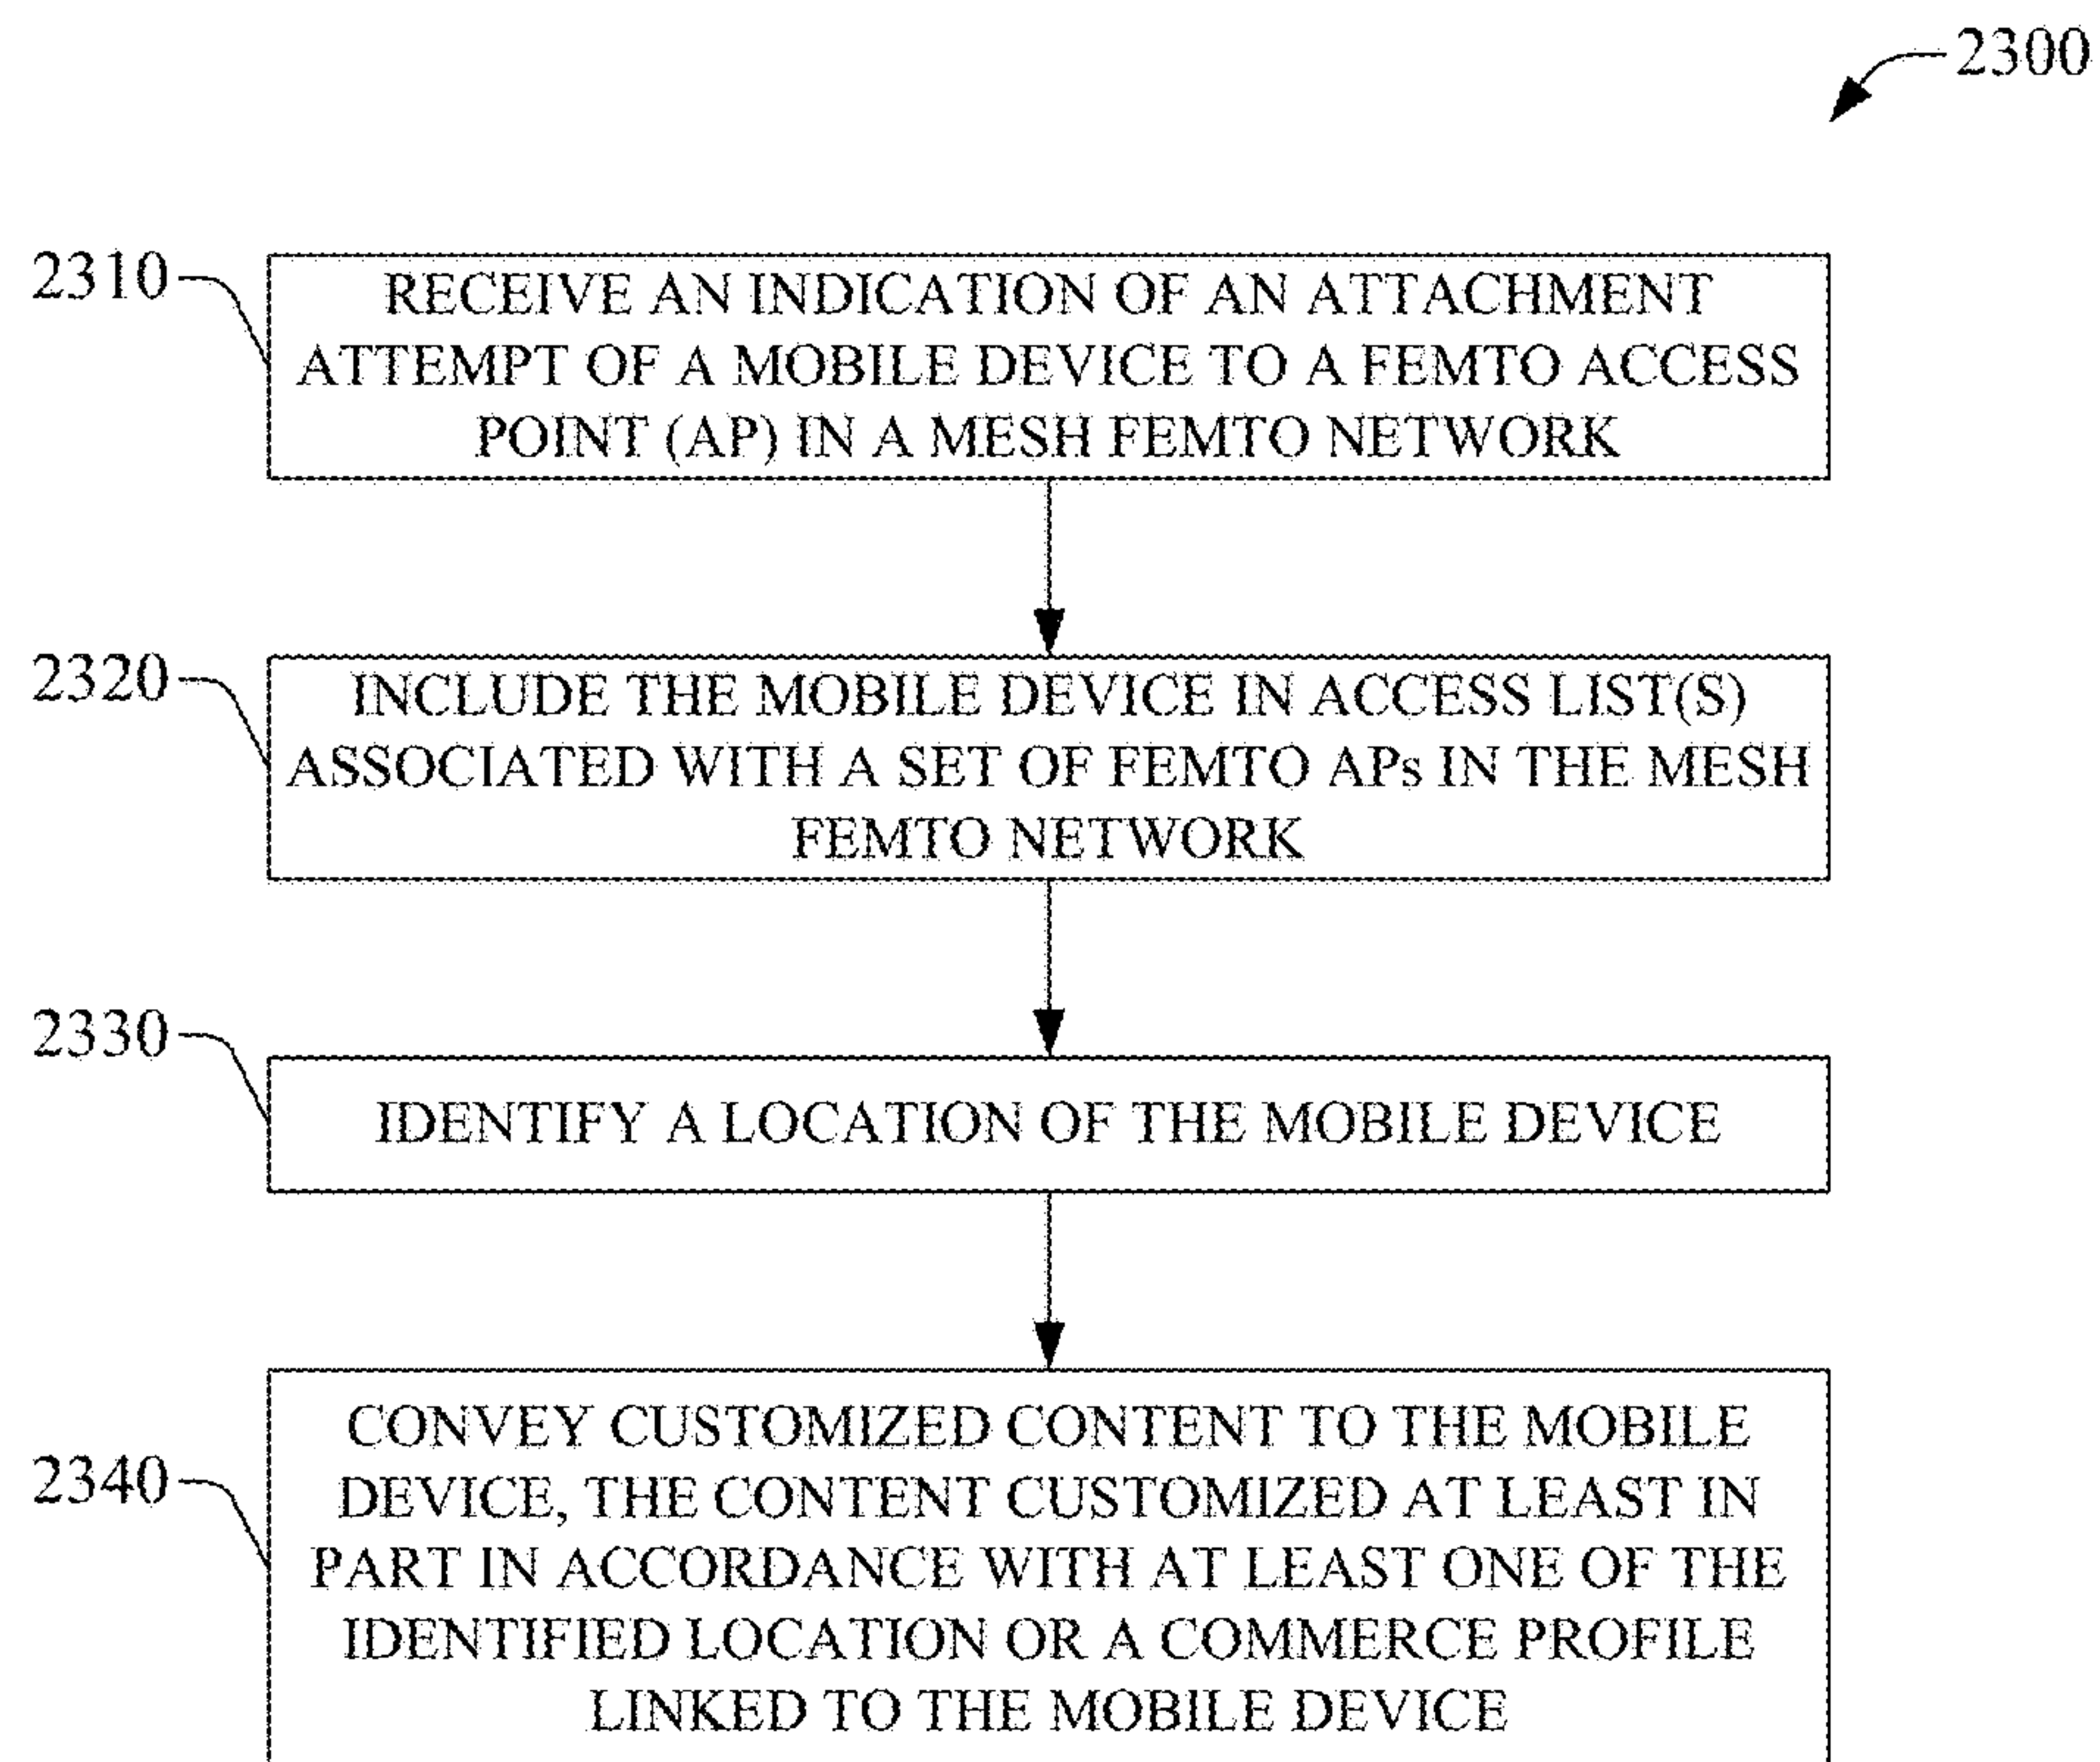 2300
2310
RECEIVE AN INDICATION OF AN ATTACHMENT
ATTEMPT OF A MOBILE DEVICE TO A FEMTO ACCESS
POINT (AP) IN A MESH FEMTO NETWORK
2320
INCLUDE THE MOBILE DEVICE IN ACCESS LIST(S)
ASSOCIATED WITH A SET OF FEMTO APs IN THE MESH
FEMTO NETWORK
2330
IDENTIFY A LOCATION OF THE MOBILE DEVICE
2340
CONVEY CUSTOMIZED CONTENT TO THE MOBILE
DEVICE, THE CONTENT CUSTOMIZED AT LEAST IN
PART IN ACCORDANCE WITH AT LEAST ONE OF THE
IDENTIFIED LOCATION OR A COMMERCE PROFILE
LINKED TO THE MOBILE DEVICE